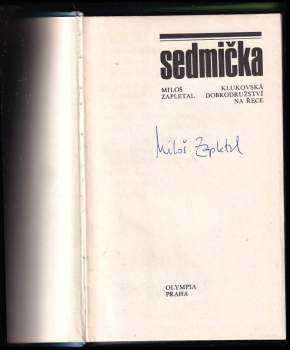 sedmička
MILOŠ KLUKOVSKÁ
ZAPLETAL DOBRODRUŽSTVÍ
NA ŘECE
Miloš Zapletal
OLYMPIA
PRAHA